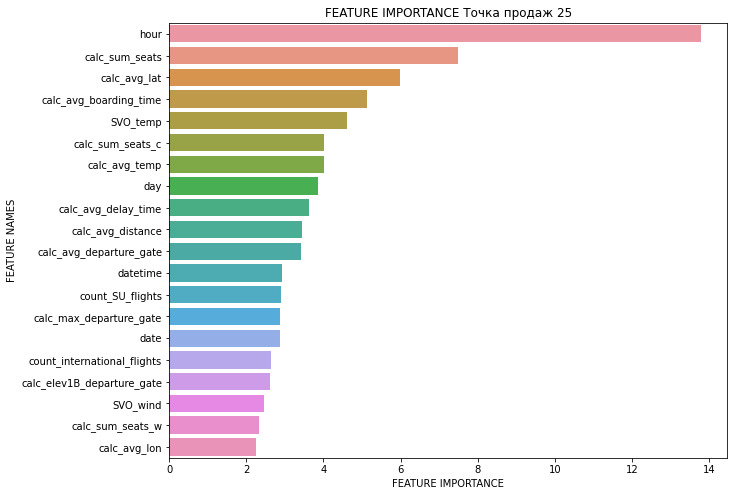 FEATURE IMPORTANCE Точка продаж 25
hour
calc_sum_seats
calc_avg_lat
calc_avg_boarding_time
SVO_temp
calc_sum_seats_c
calc_avg_temp
day
calc_avg_delay_time
calc_avg_distance
calc_avg_departure_gate
datetime
count_SU_flights
calc_max_departure_gate
date
count_international_flights
calc_elev1B_departure_gate
SVO_wind
calc_sum_seats_w
calc_avg_lon
FEATURE NAMES
0 2 4 6 8 10 12 14
FEATURE IMPORTANCE